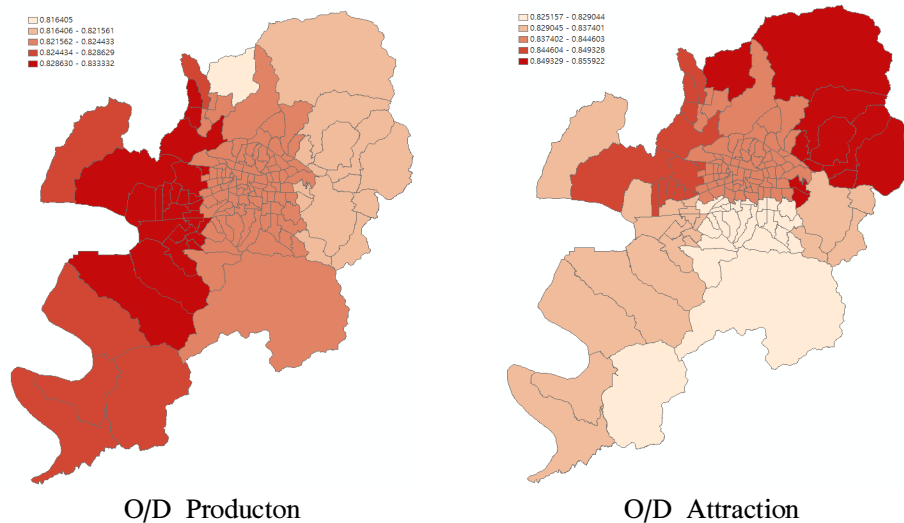 0.816405
0.816406 - 0.821561
0.821562 - 0.824433
0.824434 - 0.828629
0.828630 - 0.833332
0.825157 - 0.829044
0.829045 - 0.837401
0.837402 - 0.844603
0.844604 - 0.849328
0.849329 - 0.855922
O/D Producton
O/D Attraction